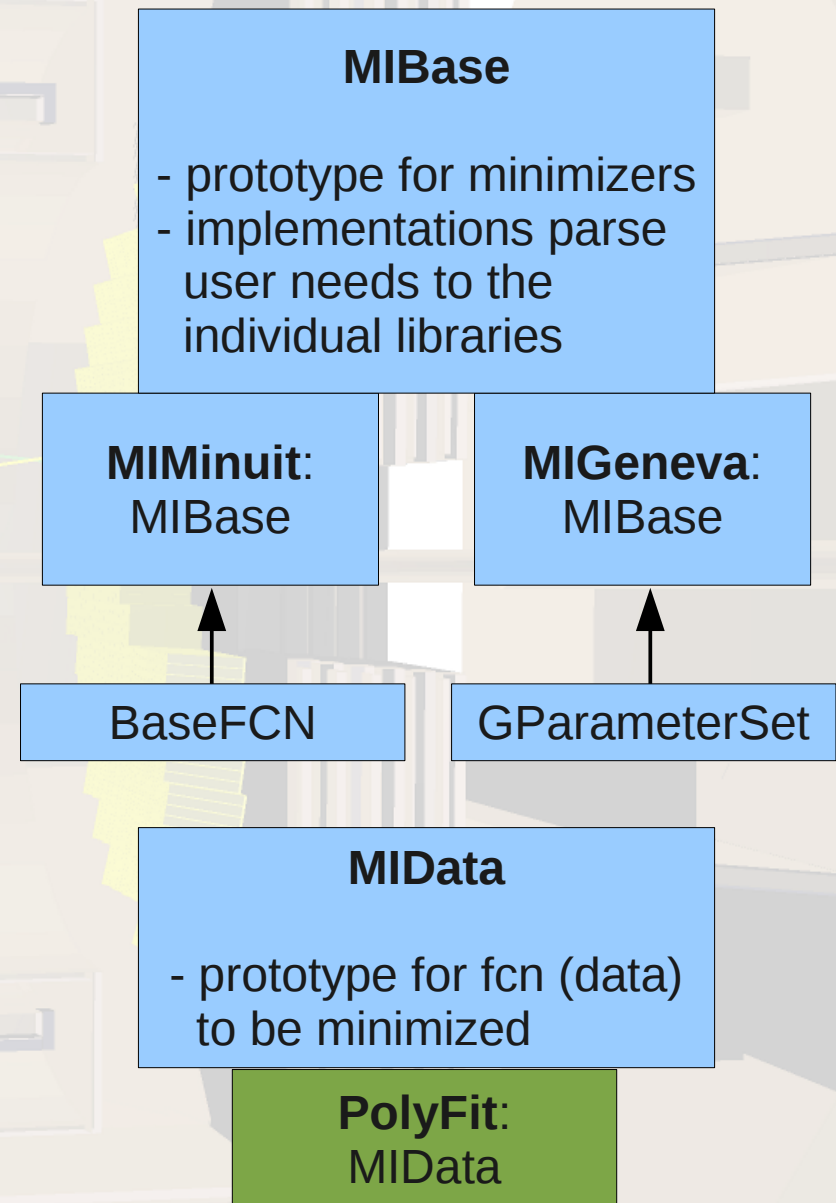 MIBase
- prototype for minimizers
- implementations parse
user needs to the
individual libraries
MIMinuit:
MIBase
MIGeneva:
MIBase
BaseFCN
GParameterSet
MIData
- prototype for fcn (data)
to be minimized
PolyFit:
MIData